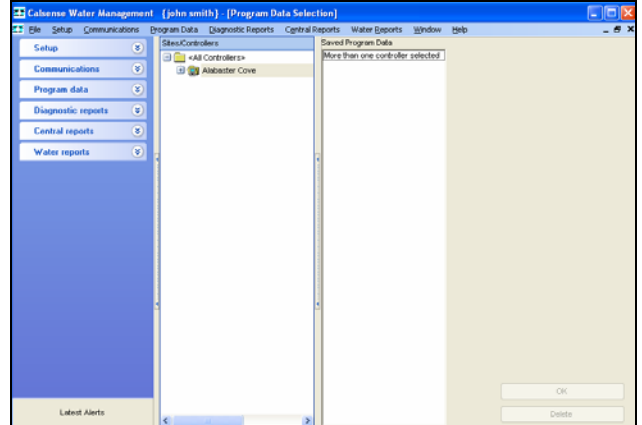 Calsense Water Management {john smith} - [Program Data Selection]
File Setup Communications Program Data Diagnostic Reports Central Reports Water Reports Window Help
Setup
Communications
Program data
Diagnostic reports
Central reports
Water reports
Latest Alerts
Sites/Controllers
<All Controllers>
Alabaster Cove
Saved Program Data
More than one controller selected
OK
Delete